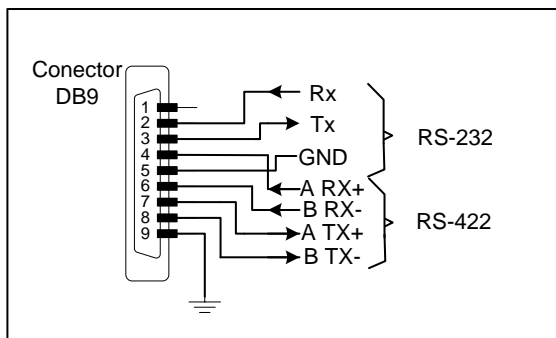 Conector
DB9
1
2
3
4
5
6
7
8
9
Rx
Tx
GND
A RX+
B RX-
A TX+
B TX-
RS-232
RS-422